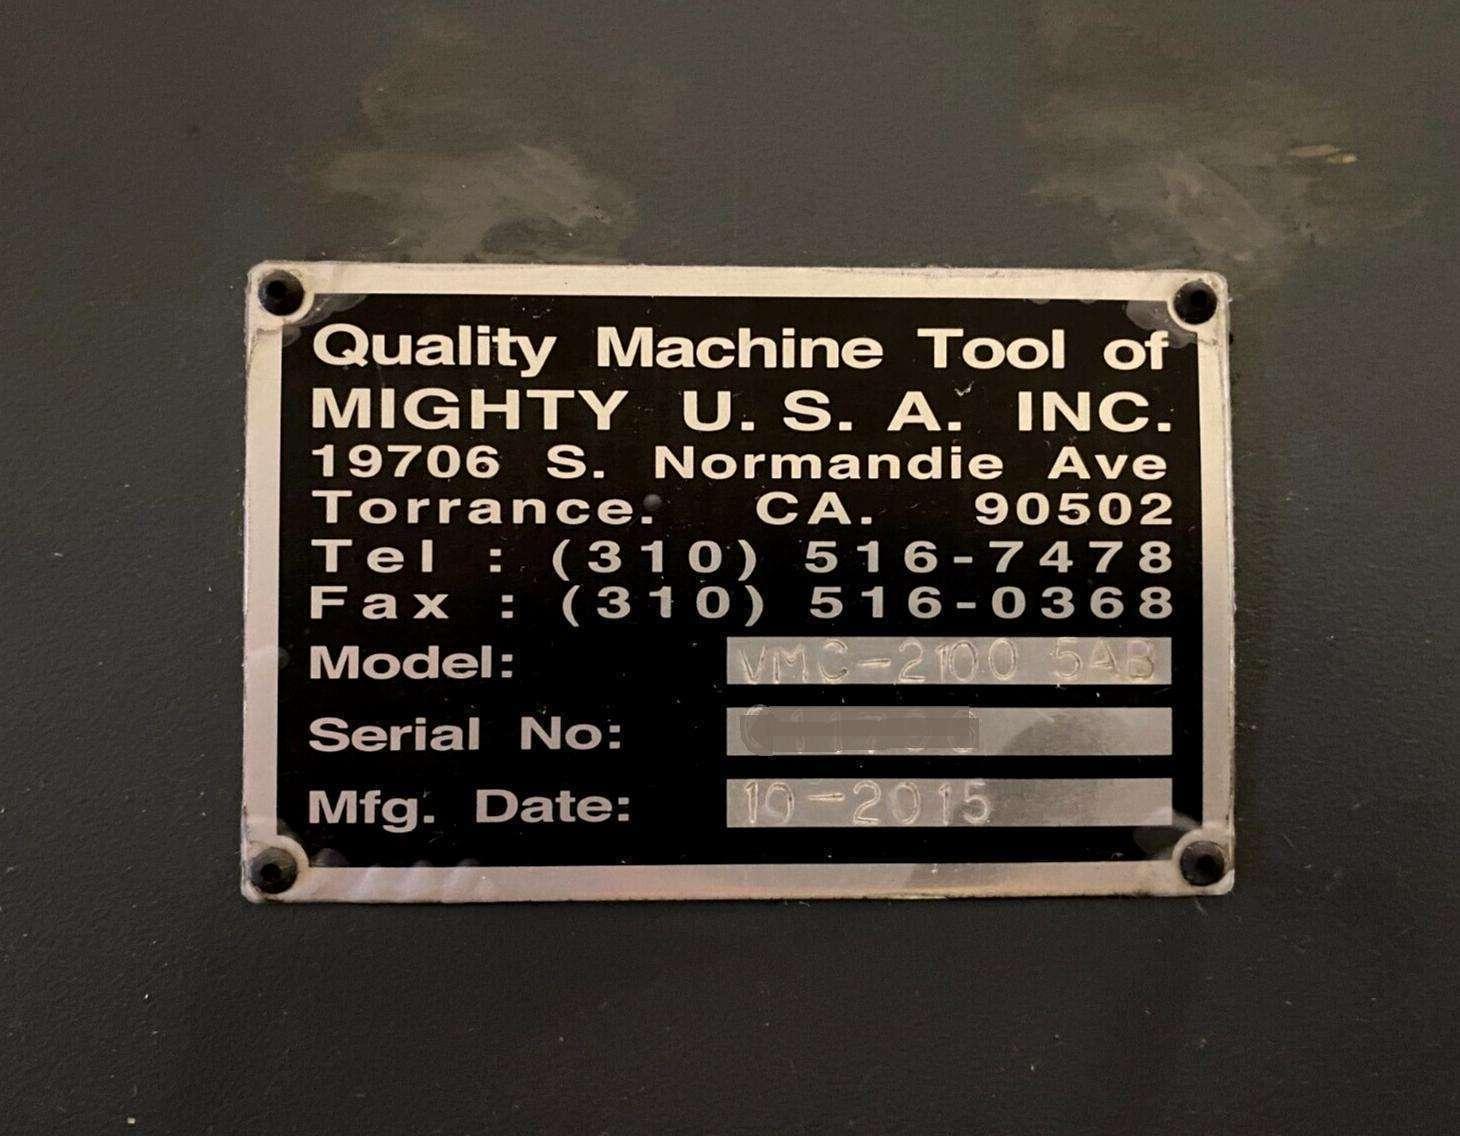 Quality Machine Tool of
MIGHTY U. S. A. INC.
19706 S. Normandie Ave
Torrance. CA. 90502
Tel : (310) 516-7478
Fax : (310) 516-0368
Model: VMC-2100 5AB
Serial No:
Mfg. Date: 10-2015